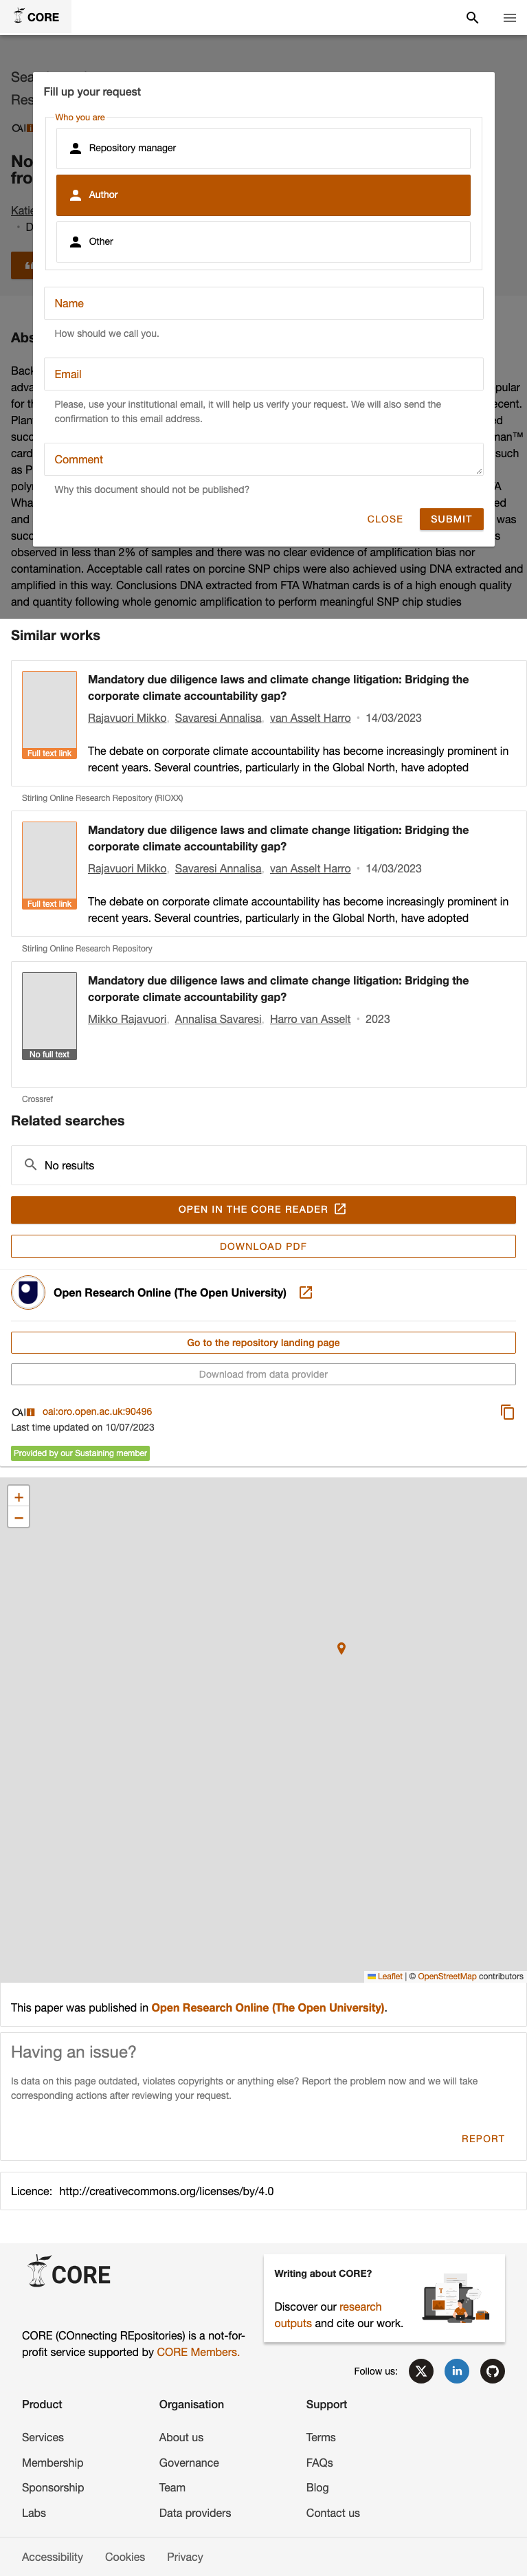 CORE
Fill up your request
Who you are
Repository manager
Author
Other
Name
How should we call you.
Email
Please, use your institutional email, it will help us verify your request. We will also send the
confirmation to this email address.
Comment
Why this document should not be published?
CLOSE
SUBMIT
observed in less than 2% of samples and there was no clear evidence of amplification bias nor
contamination. Acceptable call rates on porcine SNP chips were also achieved using DNA extracted and
amplified in this way. Conclusions DNA extracted from FTA Whatman cards is of a high enough quality
and quantity following whole genomic amplification to perform meaningful SNP chip studies
Similar works
Mandatory due diligence laws and climate change litigation: Bridging the
corporate climate accountability gap?
Rajavuori Mikko, Savaresi Annalisa, van Asselt Harro • 14/03/2023
Full text link
The debate on corporate climate accountability has become increasingly prominent in
recent years. Several countries, particularly in the Global North, have adopted
Stirling Online Research Repository (RIOXX)
Mandatory due diligence laws and climate change litigation: Bridging the
corporate climate accountability gap?
Rajavuori Mikko, Savaresi Annalisa, van Asselt Harro • 14/03/2023
Full text link
The debate on corporate climate accountability has become increasingly prominent in
recent years. Several countries, particularly in the Global North, have adopted
Stirling Online Research Repository
Mandatory due diligence laws and climate change litigation: Bridging the
corporate climate accountability gap?
Mikko Rajavuori, Annalisa Savaresi, Harro van Asselt • 2023
No full text
Crossref
Related searches
No results
OPEN IN THE CORE READER
DOWNLOAD PDF
Open Research Online (The Open University)
Go to the repository landing page
Download from data provider
OAI oai:oro.open.ac.uk:90496
Last time updated on 10/07/2023
Provided by our Sustaining member
+
−
Leaflet | © OpenStreetMap contributors
This paper was published in Open Research Online (The Open University).
Having an issue?
Is data on this page outdated, violates copyrights or anything else? Report the problem now and we will take
corresponding actions after reviewing your request.
REPORT
Licence: http://creativecommons.org/licenses/by/4.0
CORE
Writing about CORE?
Discover our research
outputs and cite our work.
CORE (COnnecting REpositories) is a not-for-
profit service supported by CORE Members.
Follow us:
Product
Organisation
Support
Services
About us
Terms
Membership
Governance
FAQs
Sponsorship
Team
Blog
Labs
Data providers
Contact us
Accessibility
Cookies
Privacy